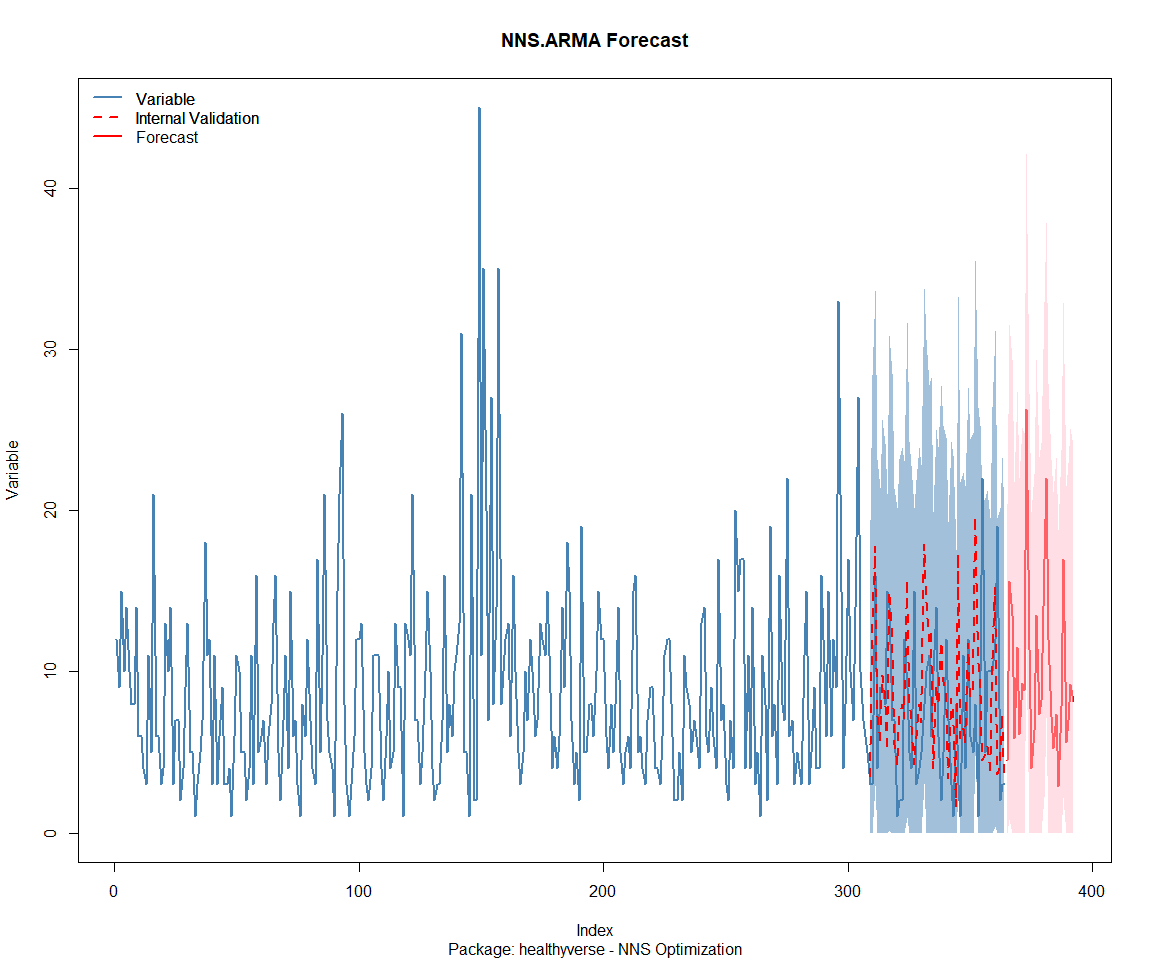 NNS.ARMA Forecast
Variable
Internal Validation
Forecast
Variable
40
30
20
10
0
0 100 200 300 400
Index
Package: healthyverse - NNS Optimization